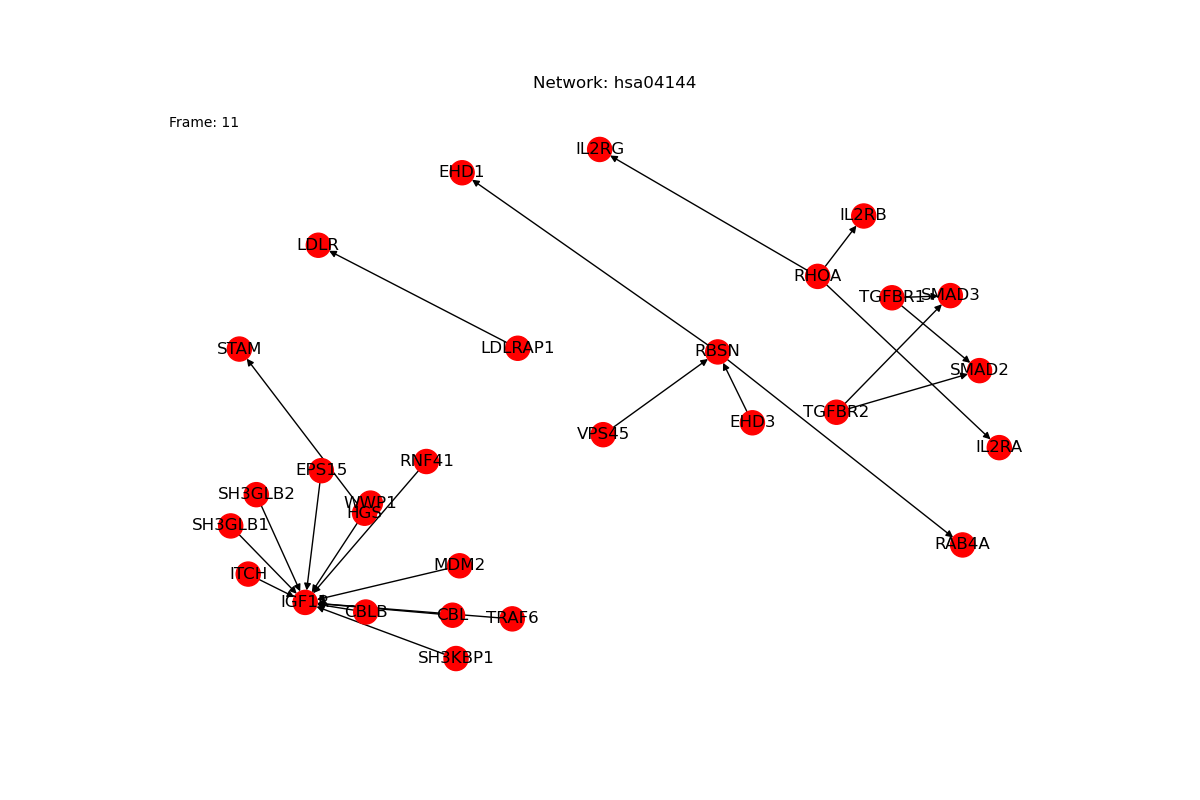 Network: hsa04144
Frame: 11
IL2RG
EHD1
IL2RB
LDLR
RHOA
TGFBR1
SMAD3
STAM
LDLRAP1
RBSN
SMAD2
TGFBR2
EHD3
VPS45
IL2RA
RNF41
EPS15
SH3GLB2
WWP1
HGS
SH3GLB1
RAB4A
MDM2
ITCH
IGF1R
CBLB
CBL
TRAF6
SH3KBP1